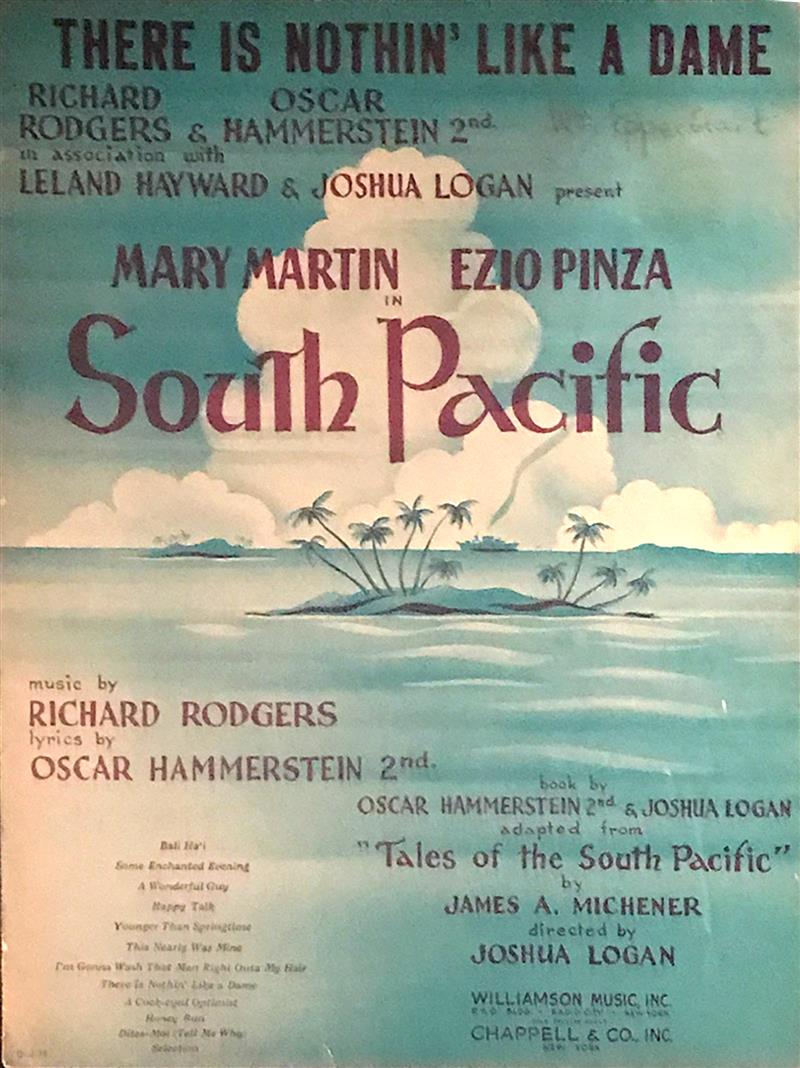 THERE IS NOTHIN' LIKE A DAME
RICHARD OSCAR
RODGERS & HAMMERSTEIN 2nd.
in association with
LELAND HAYWARD & JOSHUA LOGAN present
MARY MARTIN EZIO PINZA
IN
South Pacific
music by
RICHARD RODGERS
lyrics by
OSCAR HAMMERSTEIN 2nd.
book by
OSCAR HAMMERSTEIN 2nd & JOSHUA LOGAN
adapted from
"Tales of the South Pacific"
by
JAMES A. MICHENER
directed by
JOSHUA LOGAN
Bali Ha'i
Some Enchanted Evening
A Wonderful Guy
Happy Talk
Younger Than Springtime
This Nearly Was Mine
I'm Gonna Wash That Man Right Outa My Hair
There Is Nothin' Like a Dame
A Cock-eyed Optimist
Honey Bun
Dites-Moi (Tell Me Why)
Selection
WILLIAMSON MUSIC, INC.
RADIO CITY - NEW YORK
CHAPPELL & CO., INC.
NEW YORK